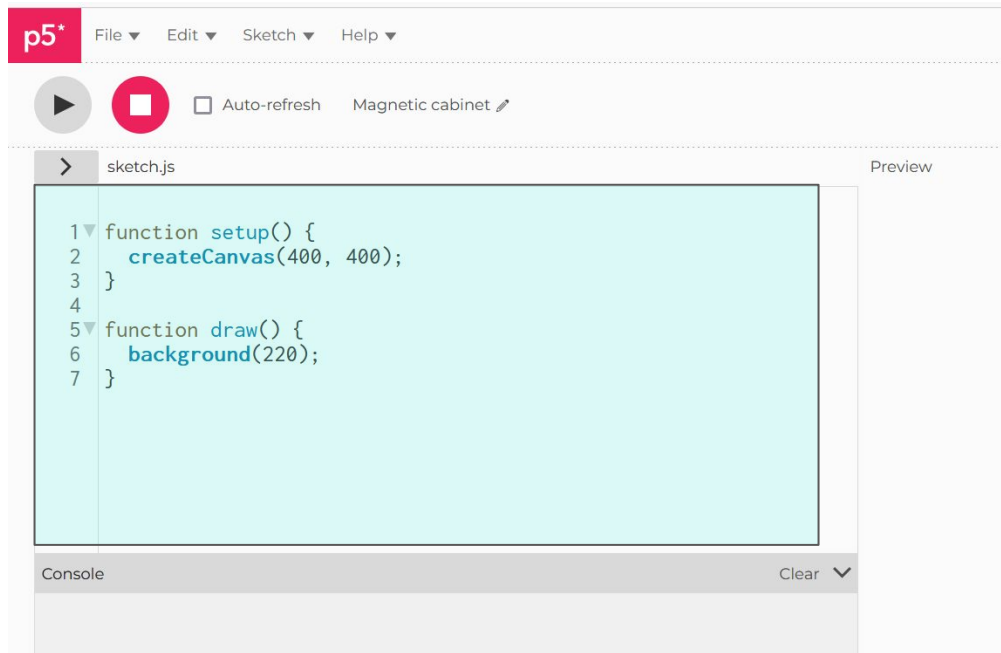 p5* File Edit Sketch Help
Auto-refresh Magnetic cabinet
sketch.js Preview
1 function setup() {
2 createCanvas(400, 400);
3 }
4
5 function draw() {
6 background(220);
7 }
Console Clear